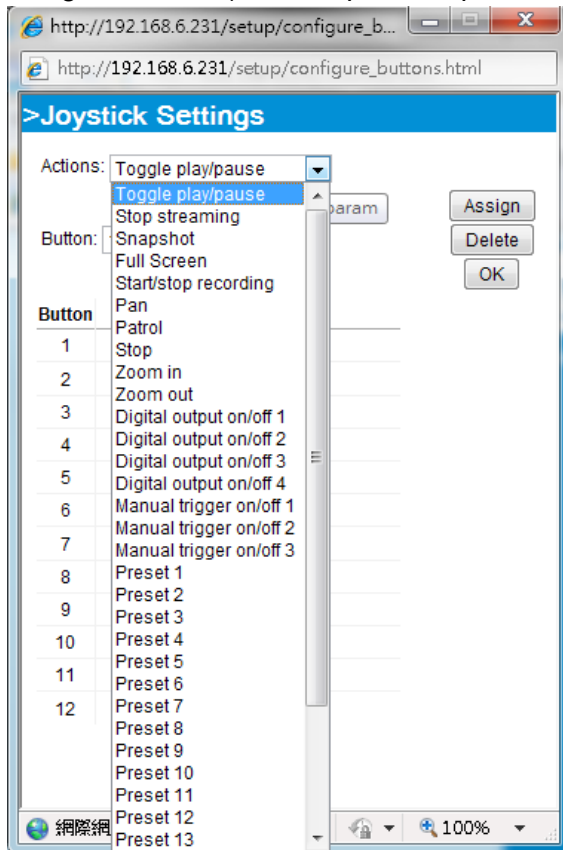 http://192.168.6.231/setup/configure_b...
http://192.168.6.231/setup/configure_buttons.html
>Joystick Settings
Actions: Toggle play/pause
Toggle play/pause
Stop streaming
Snapshot
Full Screen
Start/stop recording
Pan
Patrol
Stop
Zoom in
Zoom out
Digital output on/off 1
Digital output on/off 2
Digital output on/off 3
Digital output on/off 4
Manual trigger on/off 1
Manual trigger on/off 2
Manual trigger on/off 3
Preset 1
Preset 2
Preset 3
Preset 4
Preset 5
Preset 6
Preset 7
Preset 8
Preset 9
Preset 10
Preset 11
Preset 12
Preset 13
param
Assign
Button:
Delete
OK
Button
1
2
3
4
5
6
7
8
9
10
11
12
網際網
100%